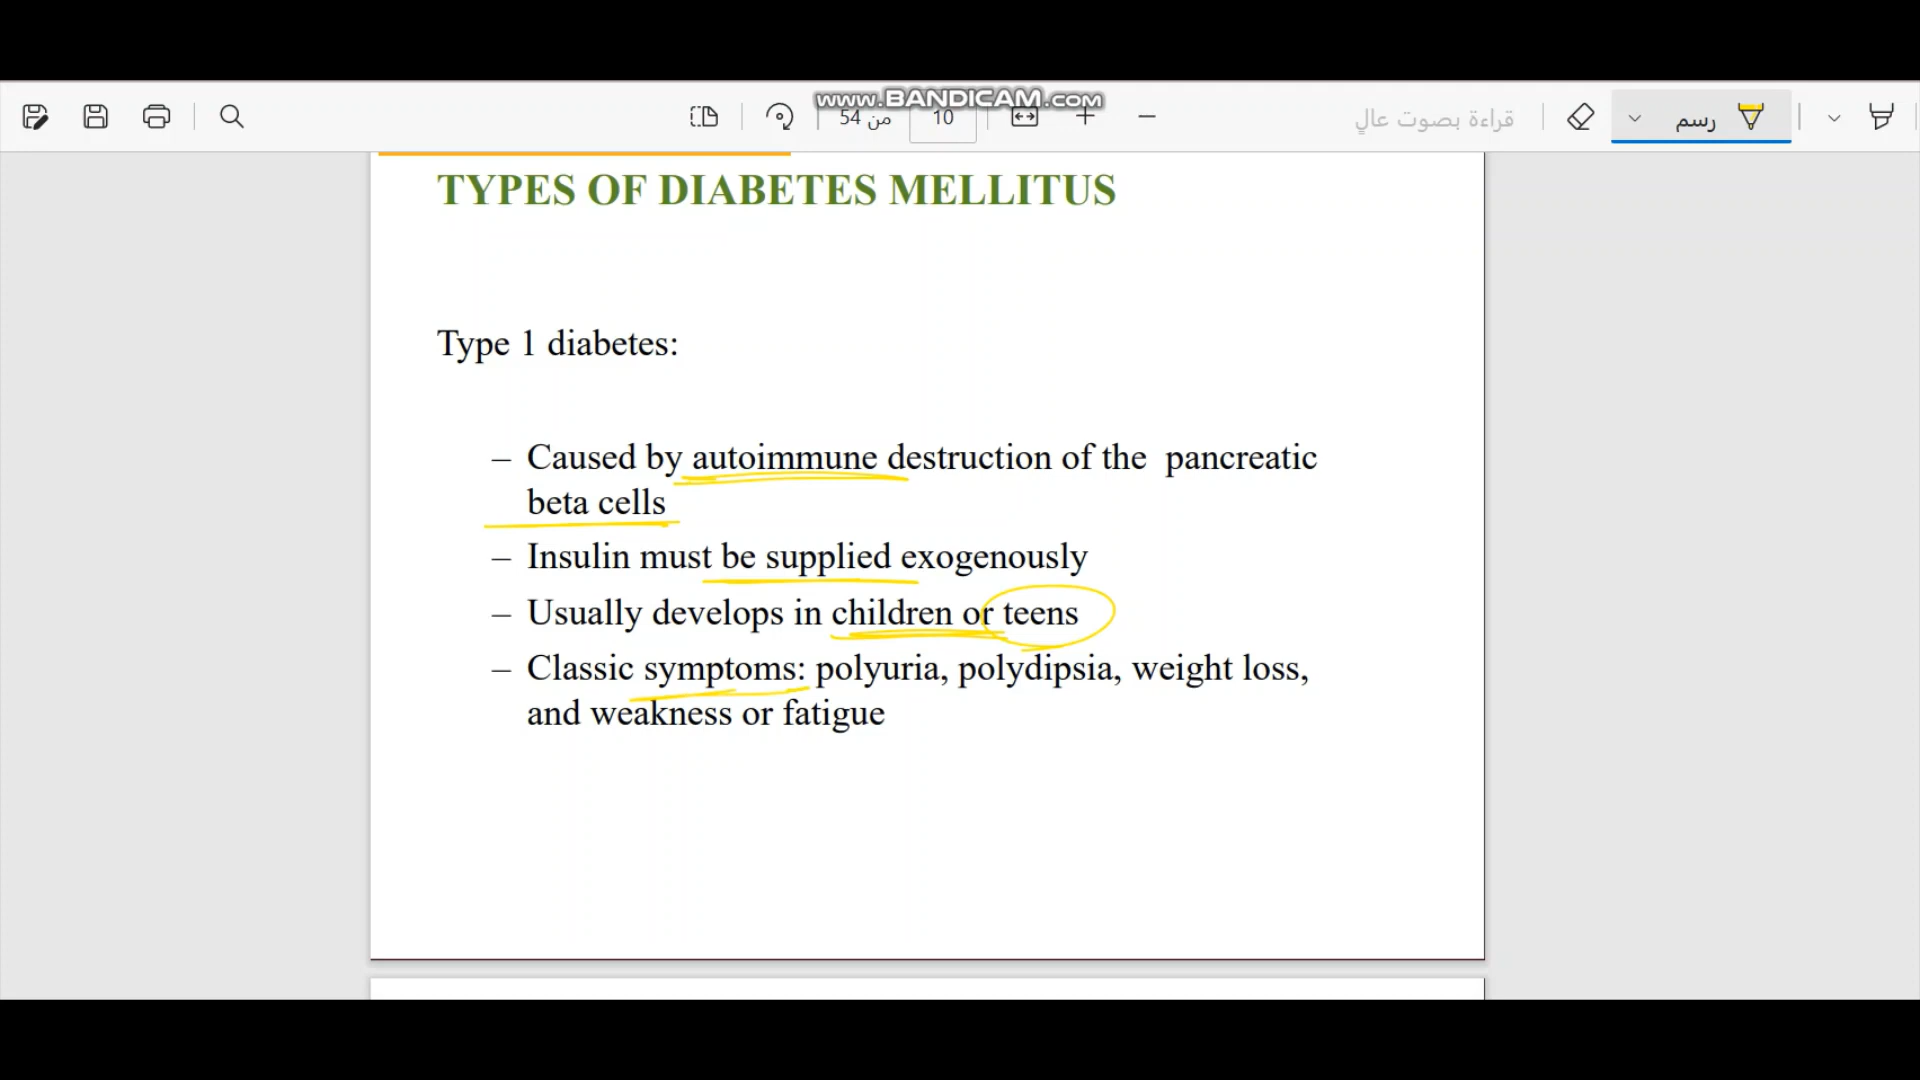 www.BANDICAM.com
54 من 10 قراءة بصوت عالٍ رسم
TYPES OF DIABETES MELLITUS
Type 1 diabetes:
– Caused by autoimmune destruction of the pancreatic
beta cells
– Insulin must be supplied exogenously
– Usually develops in children or teens
– Classic symptoms: polyuria, polydipsia, weight loss,
and weakness or fatigue